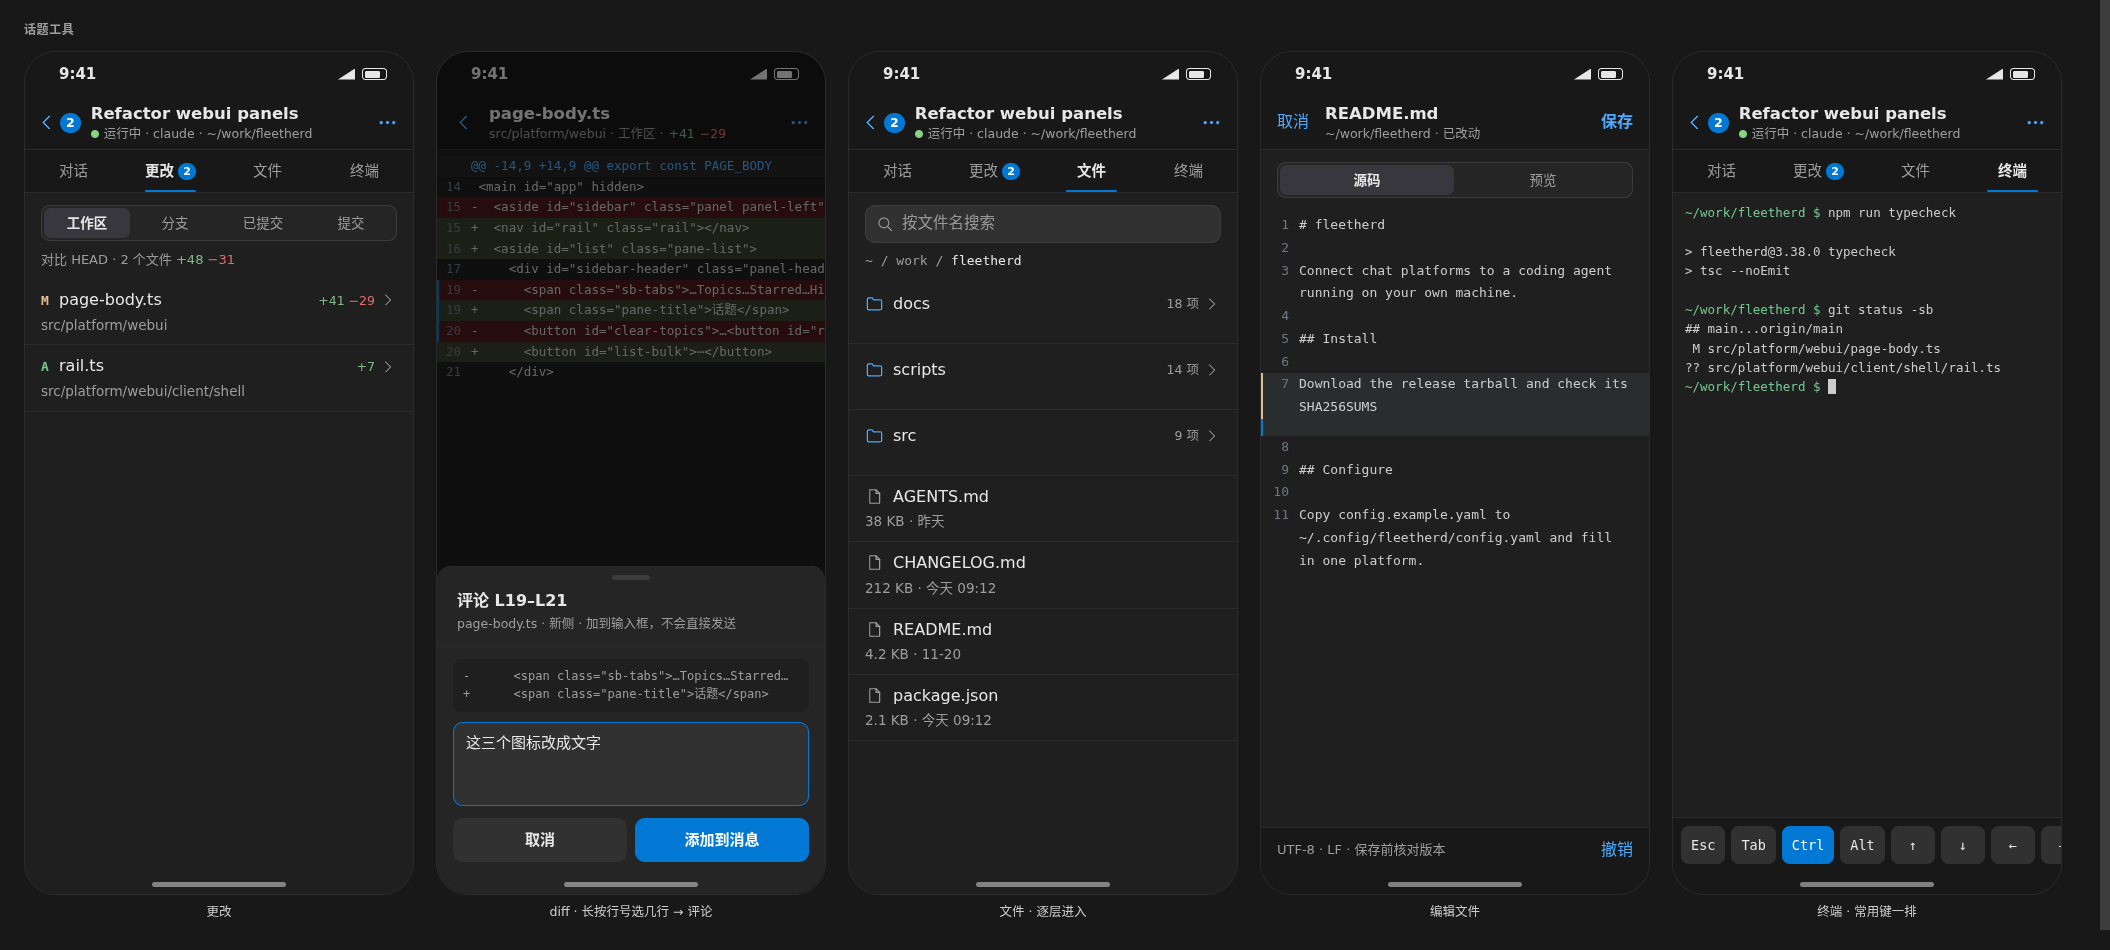 话题工具
9:41
2 Refactor webui panels
运行中 · claude · ~/work/fleetherd
对话 更改 2 文件 终端
工作区 分支 已提交 提交
对比 HEAD · 2 个文件 +48 −31
M page-body.ts +41 −29
src/platform/webui
A rail.ts +7
src/platform/webui/client/shell
更改
9:41
page-body.ts
src/platform/webui · 工作区 · +41 −29
@@ -14,9 +14,9 @@ export const PAGE_BODY
14 <main id="app" hidden>
15 - <aside id="sidebar" class="panel panel-left"
15 + <nav id="rail" class="rail"></nav>
16 + <aside id="list" class="pane-list">
17 <div id="sidebar-header" class="panel-head
19 - <span class="sb-tabs">…Topics…Starred…Hi
19 + <span class="pane-title">话题</span>
20 - <button id="clear-topics">…<button id="r
20 + <button id="list-bulk">⋯</button>
21 </div>
评论 L19–L21
page-body.ts · 新侧 · 加到输入框，不会直接发送
- <span class="sb-tabs">…Topics…Starred…
+ <span class="pane-title">话题</span>
这三个图标改成文字
取消 添加到消息
diff · 长按行号选几行 → 评论
9:41
2 Refactor webui panels
运行中 · claude · ~/work/fleetherd
对话 更改 2 文件 终端
按文件名搜索
~ / work / fleetherd
docs 18 项
scripts 14 项
src 9 项
AGENTS.md
38 KB · 昨天
CHANGELOG.md
212 KB · 今天 09:12
README.md
4.2 KB · 11-20
package.json
2.1 KB · 今天 09:12
文件 · 逐层进入
9:41
取消 README.md 保存
~/work/fleetherd · 已改动
源码 预览
1 # fleetherd
2
3 Connect chat platforms to a coding agent
running on your own machine.
4
5 ## Install
6
7 Download the release tarball and check its
SHA256SUMS
8
9 ## Configure
10
11 Copy config.example.yaml to
~/.config/fleetherd/config.yaml and fill
in one platform.
UTF-8 · LF · 保存前核对版本 撤销
编辑文件
9:41
2 Refactor webui panels
运行中 · claude · ~/work/fleetherd
对话 更改 2 文件 终端
~/work/fleetherd $ npm run typecheck
> fleetherd@3.38.0 typecheck
> tsc --noEmit
~/work/fleetherd $ git status -sb
## main...origin/main
M src/platform/webui/page-body.ts
?? src/platform/webui/client/shell/rail.ts
~/work/fleetherd $
Esc Tab Ctrl Alt ↑ ↓ ←
终端 · 常用键一排